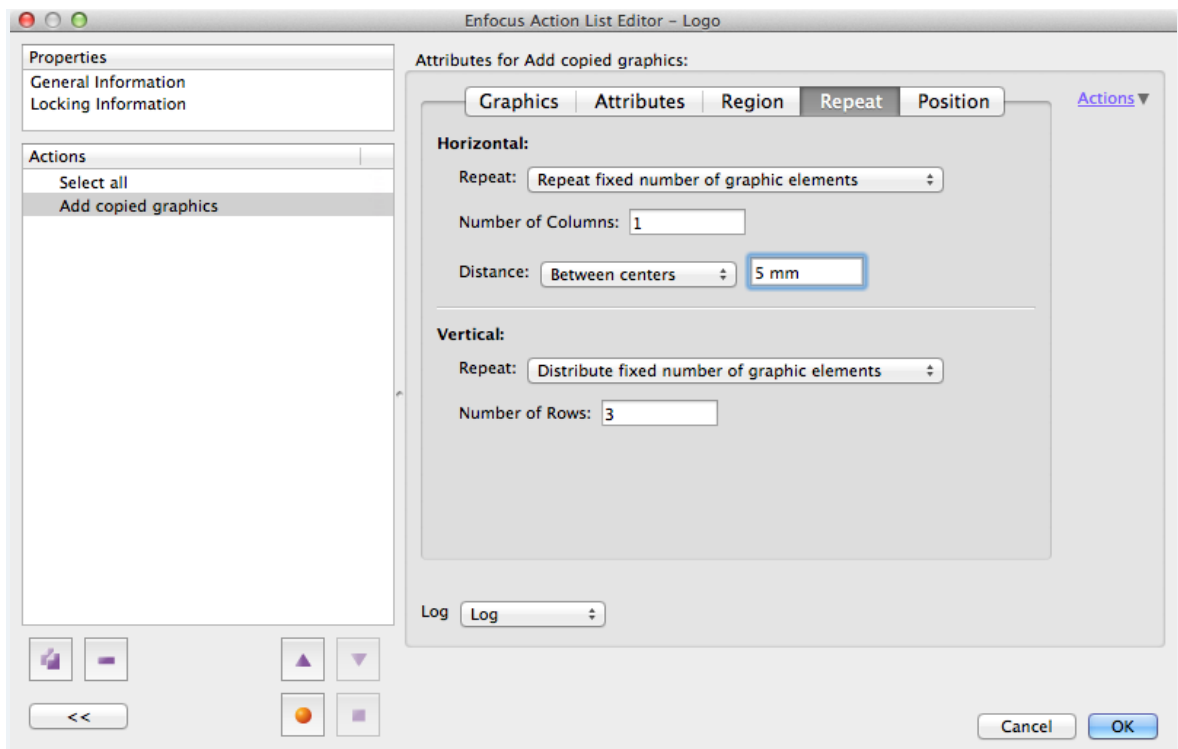 Enfocus Action List Editor – Logo
Properties
General Information
Locking Information
Actions
Select all
Add copied graphics
<<
Attributes for Add copied graphics:
Graphics Attributes Region Repeat Position
Actions▼
Horizontal:
Repeat: Repeat fixed number of graphic elements
Number of Columns: 1
Distance: Between centers 5 mm
Vertical:
Repeat: Distribute fixed number of graphic elements
Number of Rows: 3
Log Log
Cancel OK